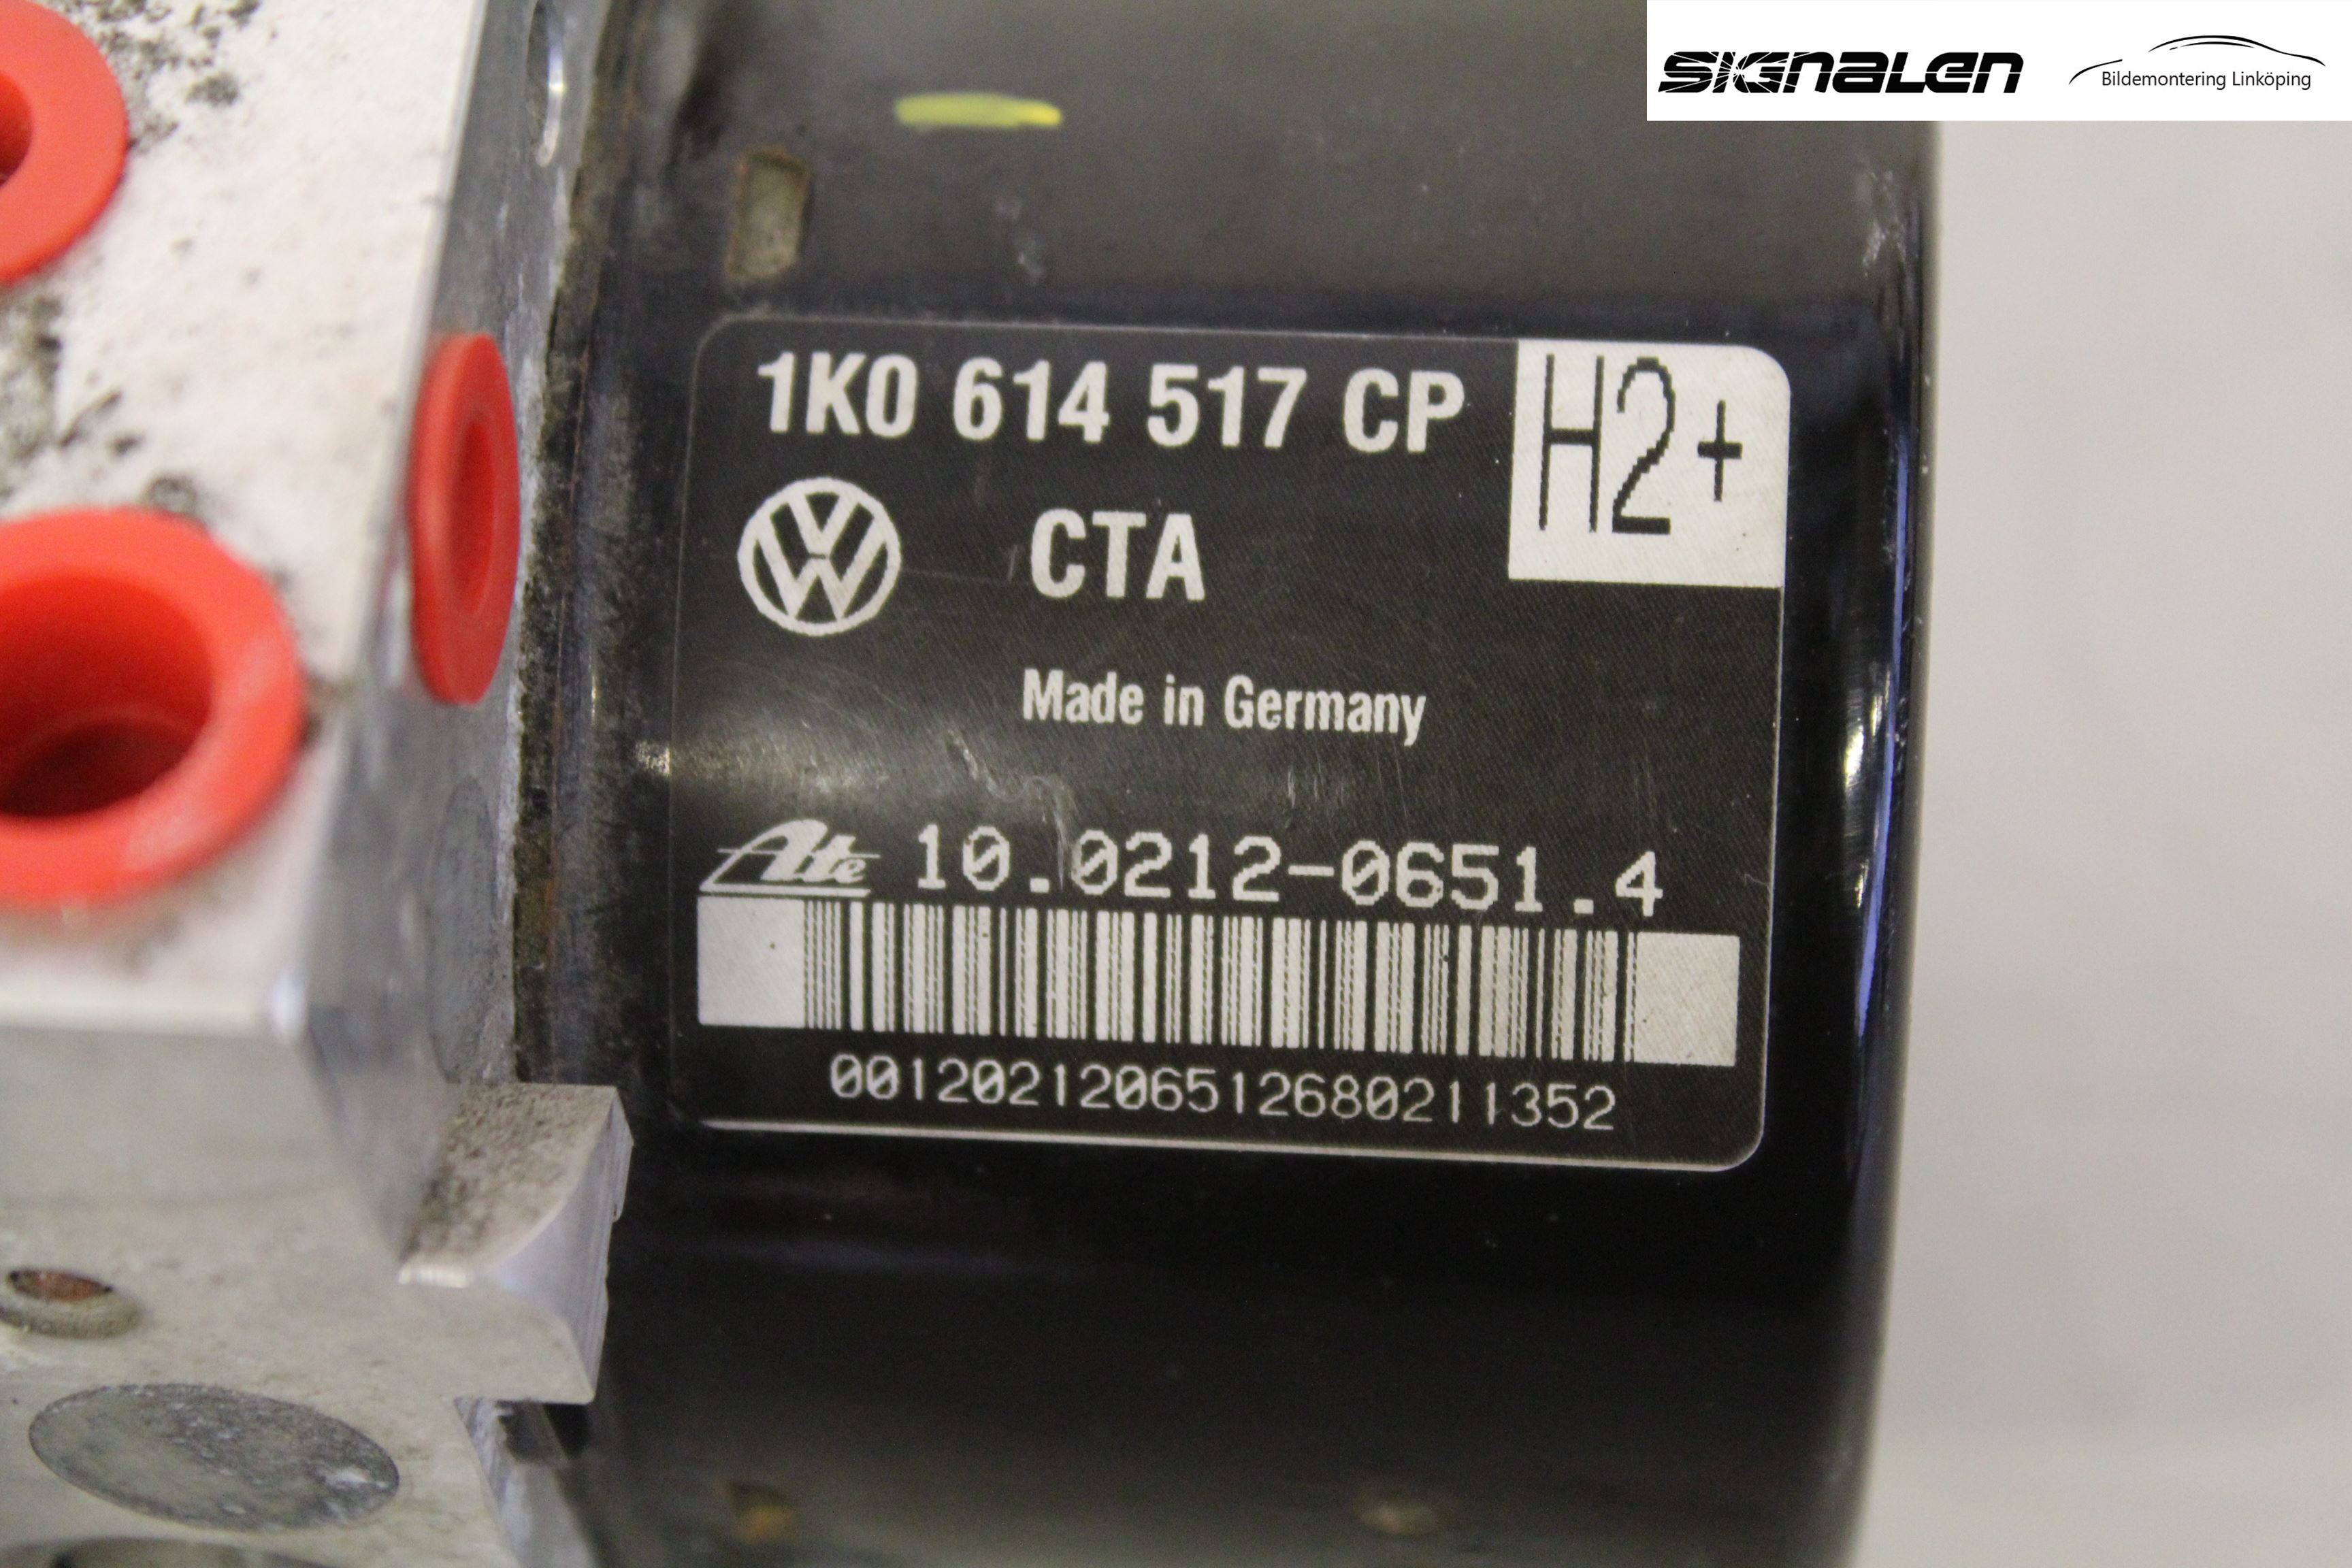 SIGNALEN
Bildemontering Linköping
1K0 614 517 CP
H2+
CTA
Made in Germany
Ate 10.0212-0651.4
0012021206512680211352